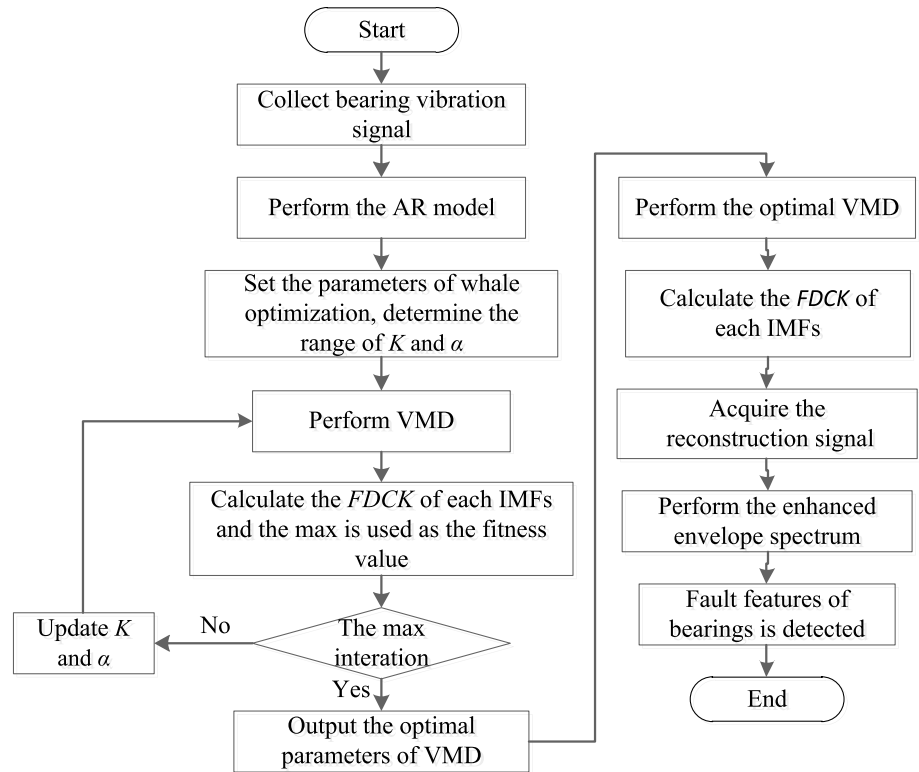 Start
Collect bearing vibration
signal
Perform the AR model
Set the parameters of whale
optimization, determine the
range of K and α
Perform VMD
Calculate the FDCK of each IMFs
and the max is used as the fitness
value
The max
interation
No
Update K
and α
Yes
Output the optimal
parameters of VMD
Perform the optimal VMD
Calculate the FDCK of
each IMFs
Acquire the
reconstruction signal
Perform the enhanced
envelope spectrum
Fault features of
bearings is detected
End